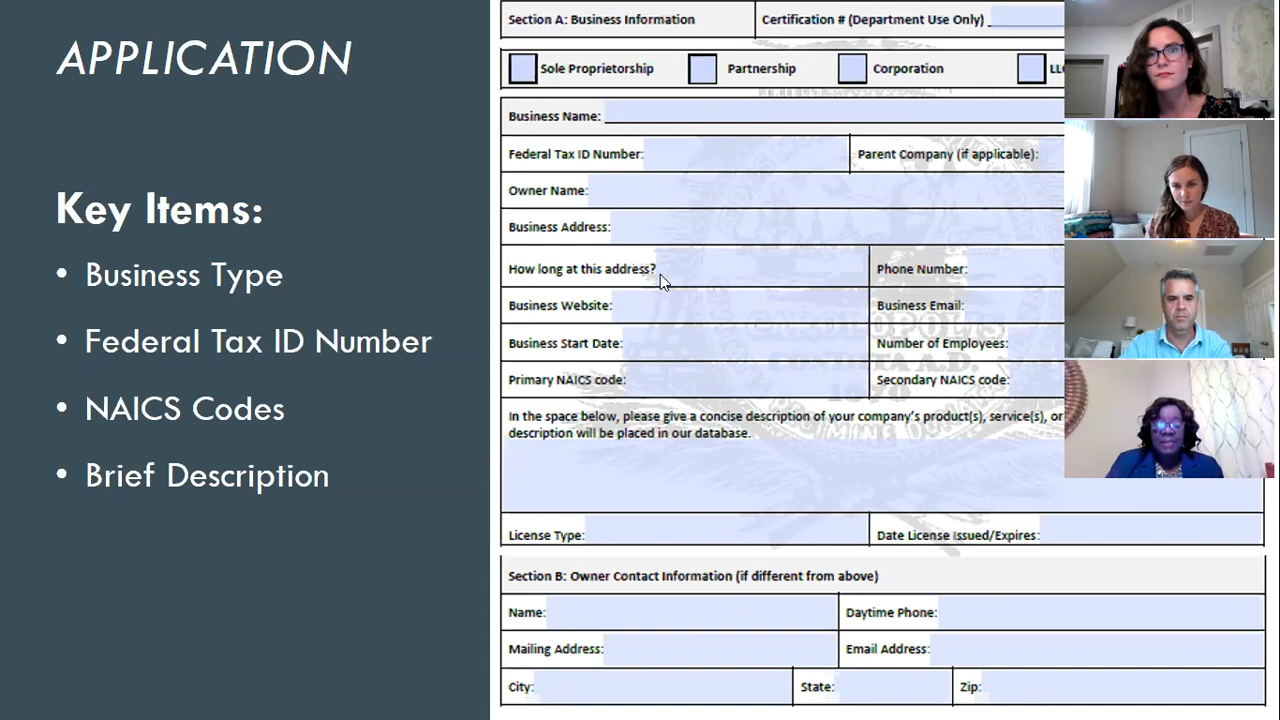 APPLICATION
Key Items:
• Business Type
• Federal Tax ID Number
• NAICS Codes
• Brief Description
Section A: Business Information
Certification # (Department Use Only)
Sole Proprietorship
Partnership
Corporation
Business Name:
Federal Tax ID Number:
Parent Company (if applicable):
Owner Name:
Business Address:
How long at this address?
Phone Number:
Business Website:
Business Email:
Business Start Date:
Number of Employees:
Primary NAICS code:
Secondary NAICS code:
In the space below, please give a concise description of your company's product(s), service(s), or
description will be placed in our database.
License Type:
Date License Issued/Expires:
Section B: Owner Contact Information (if different from above)
Name:
Daytime Phone:
Mailing Address:
Email Address:
City:
State:
Zip: